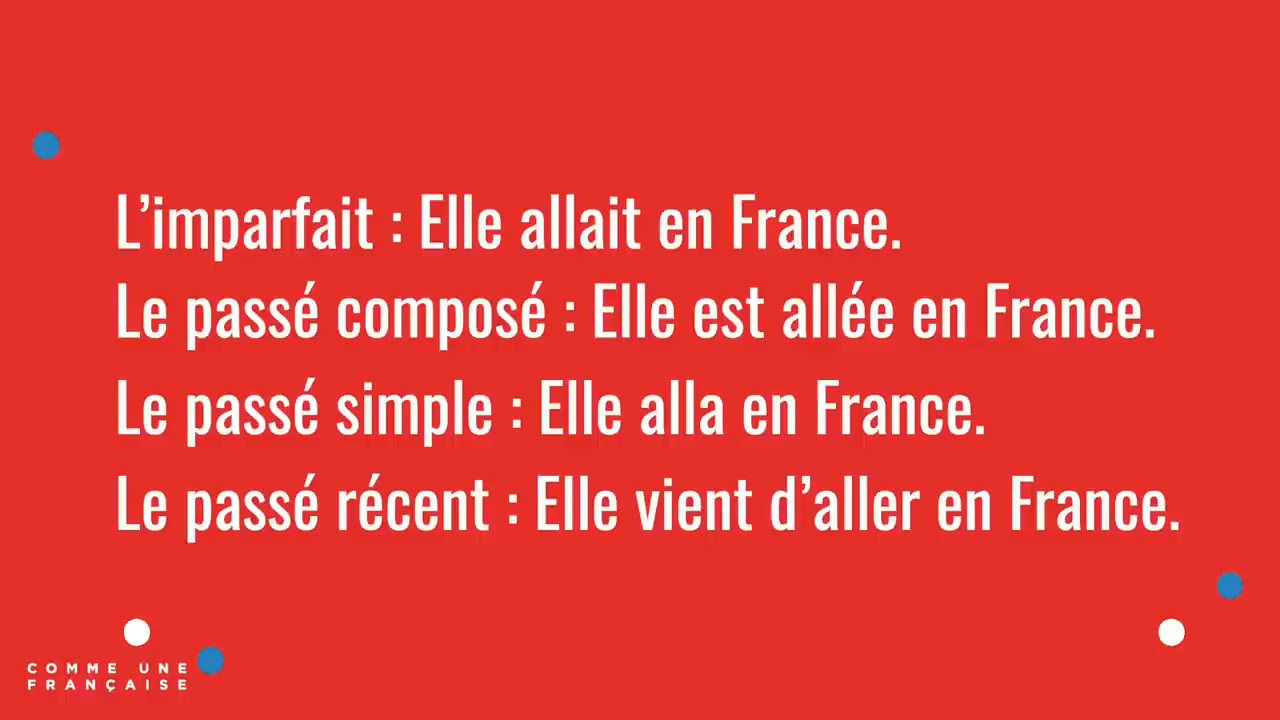 L’imparfait : Elle allait en France.
Le passé composé : Elle est allée en France.
Le passé simple : Elle alla en France.
Le passé récent : Elle vient d’aller en France.
COMME UNE
FRANÇAISE